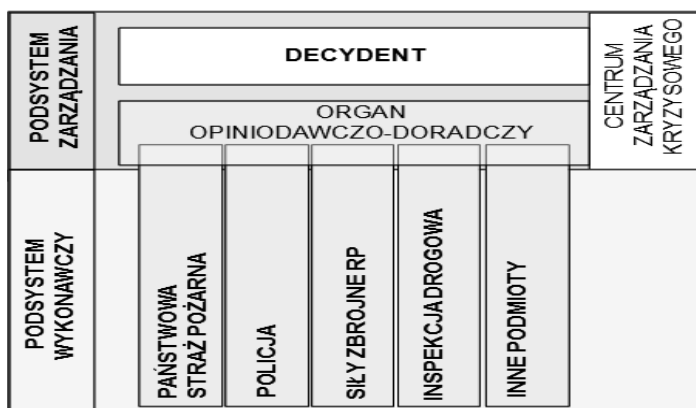 PODSYSTEM
ZARZĄDZANIA
DECYDENT
ORGAN
OPINIODAWCZO-DORADCZY
CENTRUM
ZARZĄDZANIA
KRYZYSOWEGO
PODSYSTEM
WYKONAWCZY
PAŃSTWOWA
STRAŻ POŻARNA
POLICJA
SIŁY ZBROJNE RP
INSPEKCJA DROGOWA
INNE PODMIOTY